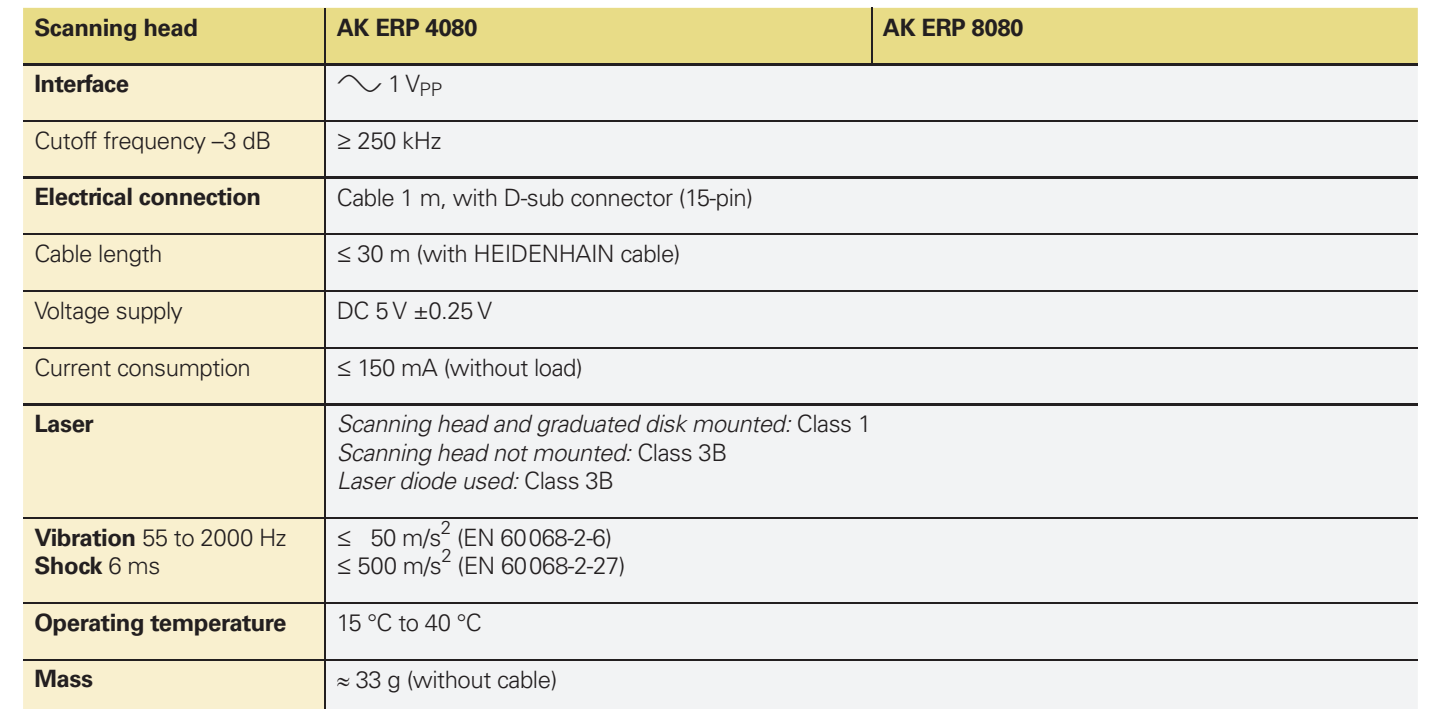 Scanning head AK ERP 4080 AK ERP 8080
Interface 1 VPP
Cutoff frequency –3 dB ≥ 250 kHz
Electrical connection Cable 1 m, with D-sub connector (15-pin)
Cable length ≤ 30 m (with HEIDENHAIN cable)
Voltage supply DC 5 V ±0.25 V
Current consumption ≤ 150 mA (without load)
Laser Scanning head and graduated disk mounted: Class 1
Scanning head not mounted: Class 3B
Laser diode used: Class 3B
Vibration 55 to 2000 Hz ≤ 50 m/s² (EN 60068-2-6)
Shock 6 ms ≤ 500 m/s² (EN 60068-2-27)
Operating temperature 15 °C to 40 °C
Mass ≈ 33 g (without cable)